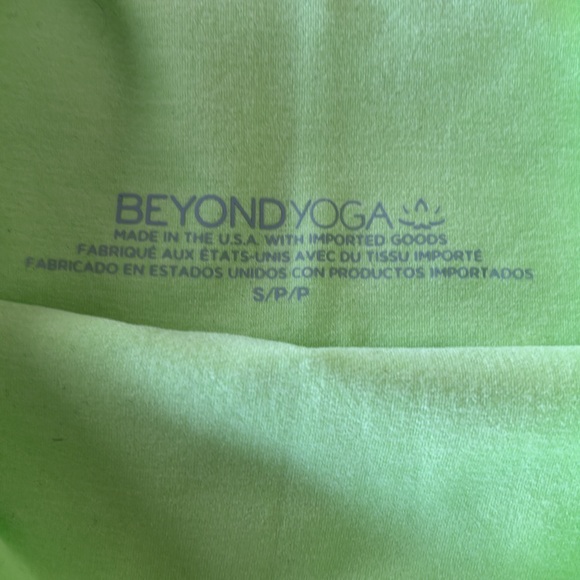 BEYONDYOGA
MADE IN THE U.S.A. WITH IMPORTED GOODS
FABRIQUÉ AUX ÉTATS-UNIS AVEC DU TISSU IMPORTÉ
FABRICADO EN ESTADOS UNIDOS CON PRODUCTOS IMPORTADOS
S/P/P